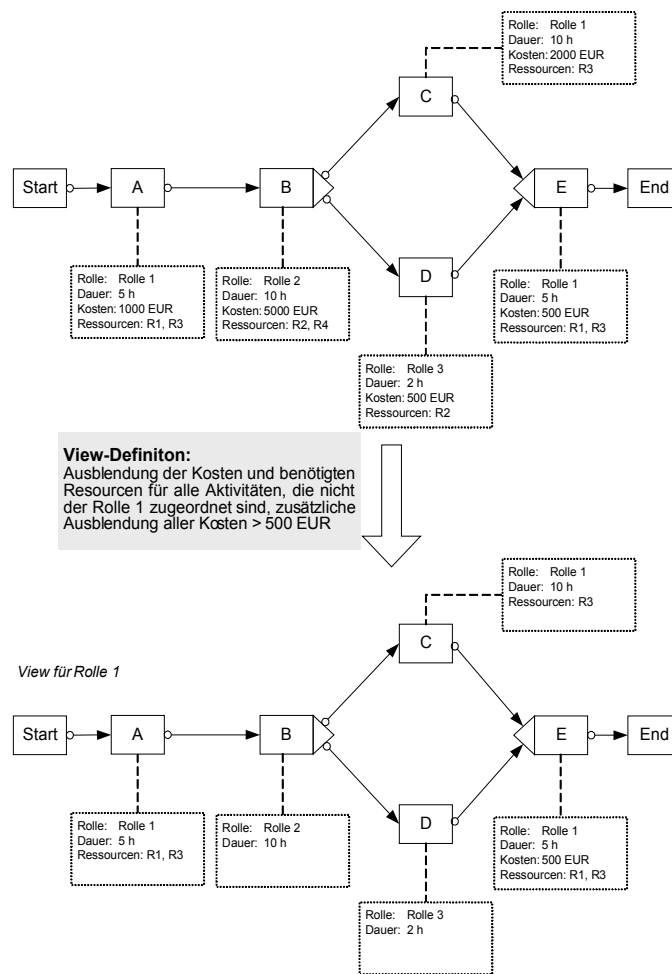 Rolle: Rolle 1
Dauer: 10 h
Kosten: 2000 EUR
Ressourcen: R3
C
Start
A
B
E
End
D
Rolle: Rolle 1
Dauer: 5 h
Kosten: 1000 EUR
Ressourcen: R1, R3
Rolle: Rolle 2
Dauer: 10 h
Kosten: 5000 EUR
Ressourcen: R2, R4
Rolle: Rolle 1
Dauer: 5 h
Kosten: 500 EUR
Ressourcen: R1, R3
Rolle: Rolle 3
Dauer: 2 h
Kosten: 500 EUR
Ressourcen: R2
View-Definiton:
Ausblendung der Kosten und benötigten
Resourcen für alle Aktivitäten, die nicht
der Rolle 1 zugeordnet sind, zusätzliche
Ausblendung aller Kosten > 500 EUR
Rolle: Rolle 1
Dauer: 10 h
Ressourcen: R3
C
View für Rolle 1
Start
A
B
E
End
D
Rolle: Rolle 1
Dauer: 5 h
Ressourcen: R1, R3
Rolle: Rolle 2
Dauer: 10 h
Rolle: Rolle 1
Dauer: 5 h
Kosten: 500 EUR
Ressourcen: R1, R3
Rolle: Rolle 3
Dauer: 2 h